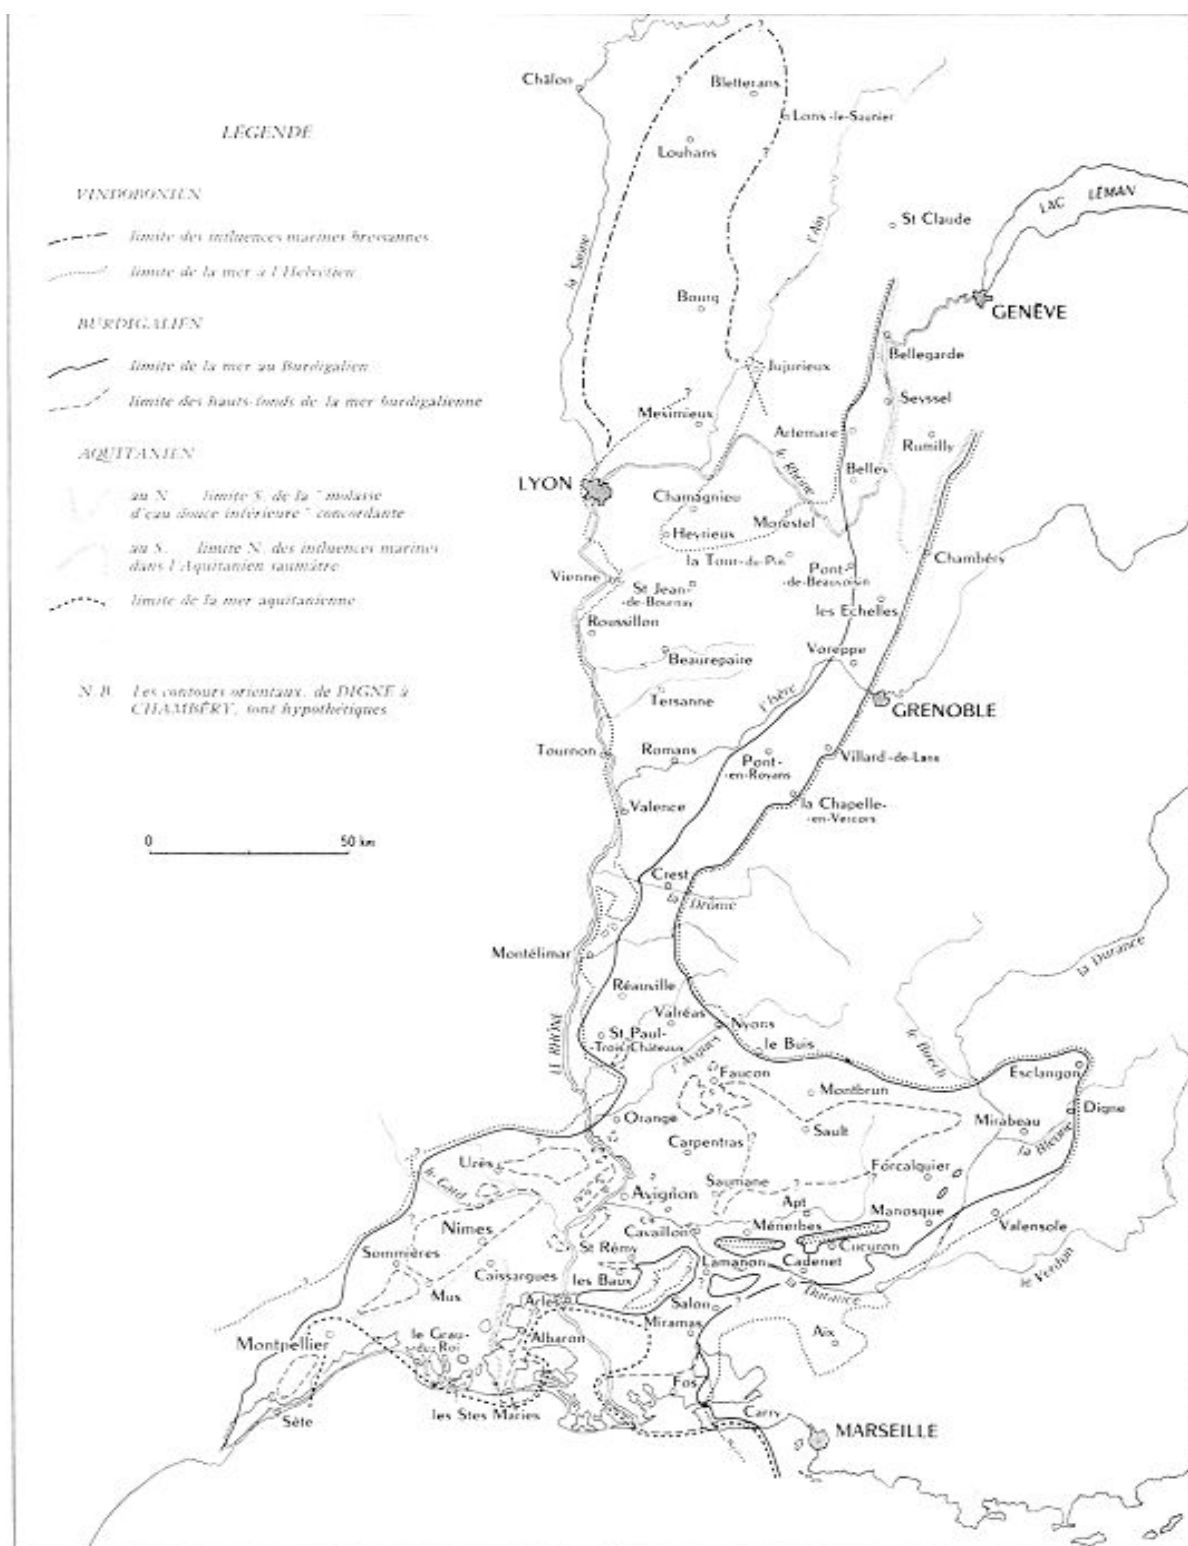 LÉGENDE
VINDOBONIEN
limite des influences marines bressannes
limite de la mer à l'Helvétien
BURDIGALIEN
limite de la mer au Burdigalien
limite des hauts-fonds de la mer burdigalienne
AQUITANIEN
au N. limite S. de la "molasse
d'eau douce inférieure" concordante
au S. limite N. des influences marines
dans l'Aquitanien saumâtre
limite de la mer aquitanienne
N.B. Les contours orientaux, de DIGNE à
CHAMBÉRY, sont hypothétiques
0 50 km
Châlon
Bletterans
Lons-le-Saunier
Louhans
LAC LÉMAN
St Claude
l'Ain
la Saône
Bourg
GENÈVE
Bellegarde
Jujurieux
Seyssel
Meximieux
Artemare
Rumilly
le Rhône
Belley
LYON
Chamagnieu
Morestel
Heyrieux
la Tour-de-Pin
Chambéry
Vienne
St Jean
-de-Bournay
Pont-
-de-Beauvoisin
les Echelles
Roussillon
Beaurepaire
Voreppe
Tersanne
l'Isère
GRENOBLE
Tournon
Romans
Pont-
-en-Royans
Villard-de-Lans
Valence
la Chapelle-
-en-Vercors
Crest
la Drôme
Montélimar
la Durance
Réauville
Valréas
Nyons
LE RHÔNE
St Paul-
-Trois-Châteaux
l'Aygues
le Buis
le Buech
Esclangon
Faucon
Montbrun
Digne
Orange
Mirabeau
la Bléone
Carpentras
Sault
Uzès
Forcalquier
le Gard
Saumane
Avignon
Apt
Manosque
Nîmes
Cavaillon
Ménerbes
Valensole
St Rémy
Cucuron
Sommières
Lamanon
Cadenet
le Verdon
Caissargues
les Baux
la Durance
Mus
Arles
Salon
Miramas
Aix
Montpellier
le Grau-
du-Roi
Albaron
Fos
Sète
les Stes Maries
Carry
MARSEILLE